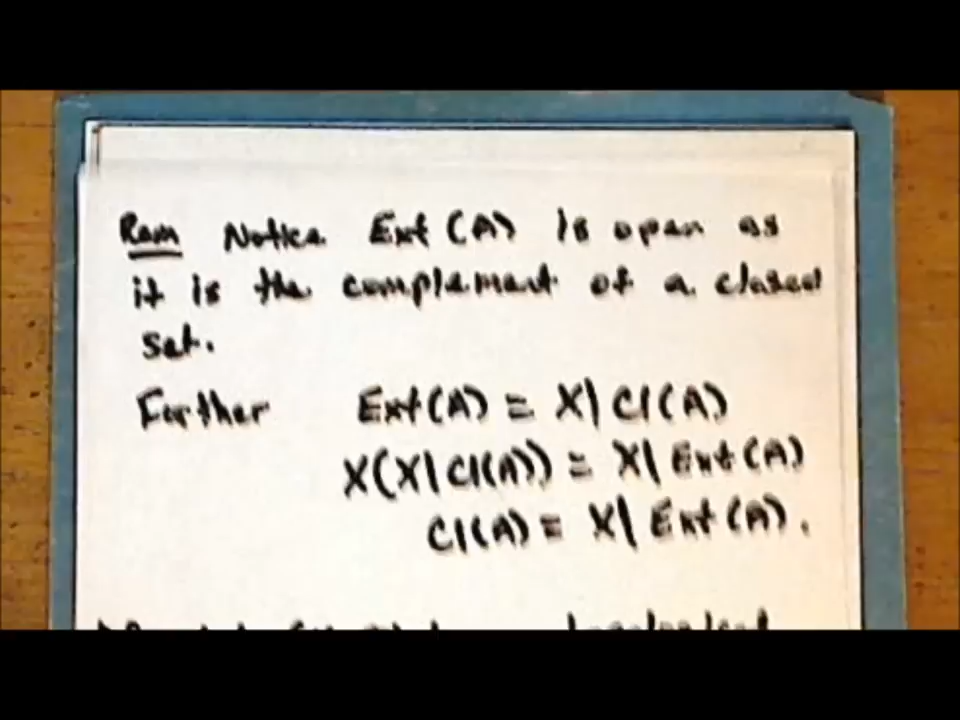 Rem Notice Ext (A) is open as
it is the complement of a closed
set.
Further Ext(A) = X\ Cl(A)
X(X\Cl(A)) = X\ Ext(A)
Cl(A) = X\ Ext(A).